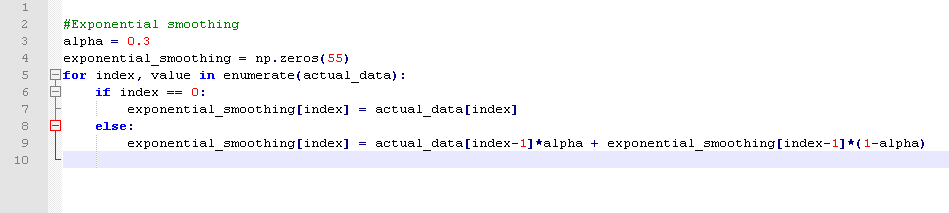 1
2 #Exponential smoothing
3 alpha = 0.3
4 exponential_smoothing = np.zeros(55)
5 for index, value in enumerate(actual_data):
6     if index == 0:
7         exponential_smoothing[index] = actual_data[index]
8     else:
9         exponential_smoothing[index] = actual_data[index-1]*alpha + exponential_smoothing[index-1]*(1-alpha)
10